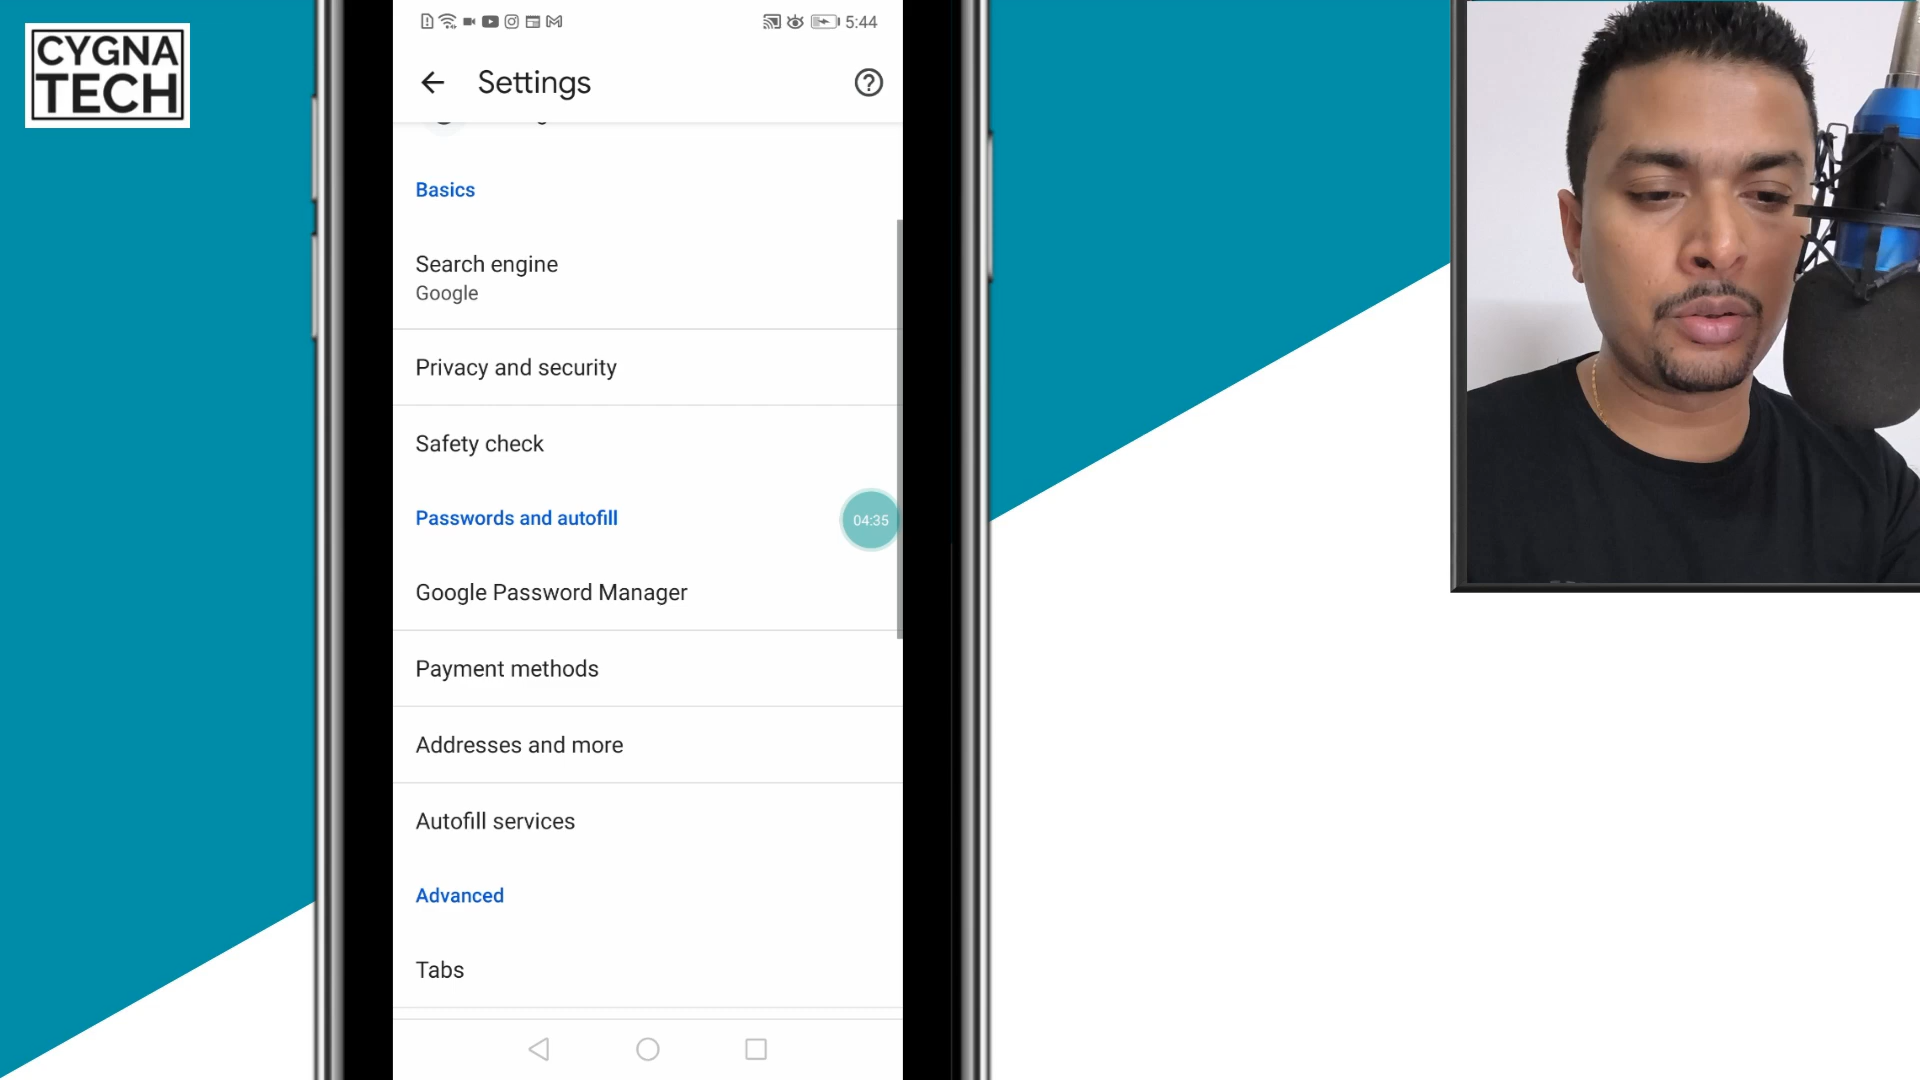 CYGNA
TECH
5:44
Settings
Basics
Search engine
Google
Privacy and security
Safety check
Passwords and autofill
04:35
Google Password Manager
Payment methods
Addresses and more
Autofill services
Advanced
Tabs